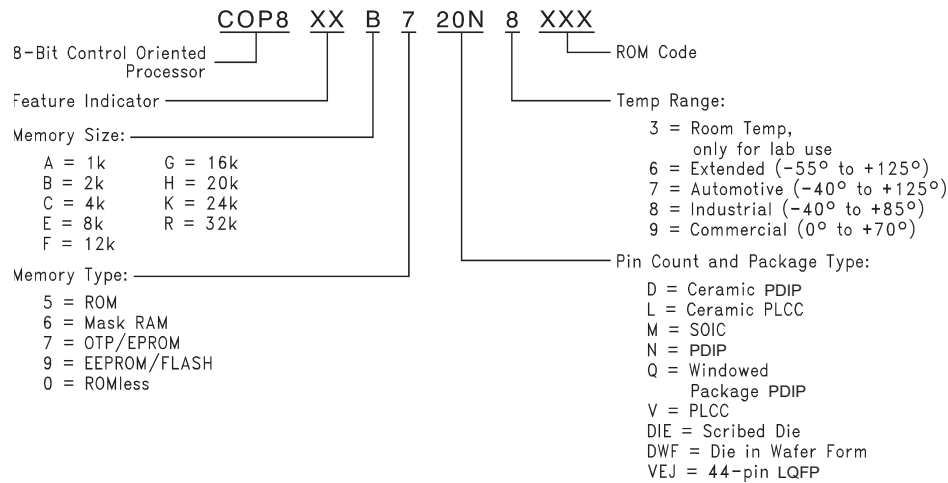 COP8 XX B 7 20N 8 XXX
8-Bit Control Oriented
Processor
Feature Indicator
Memory Size:
A = 1k G = 16k
B = 2k H = 20k
C = 4k K = 24k
E = 8k R = 32k
F = 12k
Memory Type:
5 = ROM
6 = Mask RAM
7 = OTP/EPROM
9 = EEPROM/FLASH
0 = ROMless
ROM Code
Temp Range:
3 = Room Temp,
only for lab use
6 = Extended (-55° to +125°)
7 = Automotive (-40° to +125°)
8 = Industrial (-40° to +85°)
9 = Commercial (0° to +70°)
Pin Count and Package Type:
D = Ceramic PDIP
L = Ceramic PLCC
M = SOIC
N = PDIP
Q = Windowed
Package PDIP
V = PLCC
DIE = Scribed Die
DWF = Die in Wafer Form
VEJ = 44-pin LQFP